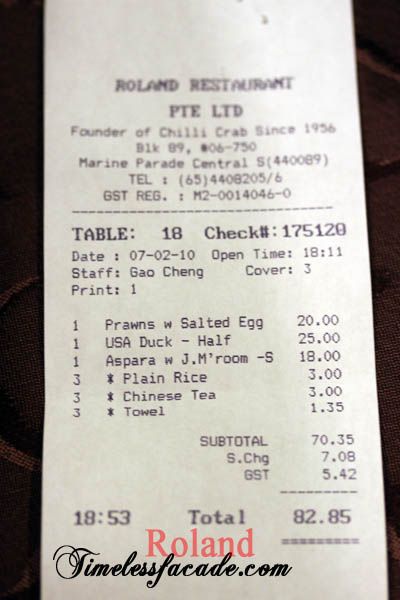 ROLAND RESTAURANT
PTE LTD
Founder of Chilli Crab Since 1956
Blk 89, #06-750
Marine Parade Central S(440089)
TEL : (65)4408205/6
GST REG. : M2-0014046-0
TABLE: 18 Check#:175120
Date : 07-02-10 Open Time: 18:11
Staff: Gao Cheng Cover: 3
Print: 1
1 Prawns w Salted Egg 20.00
1 USA Duck - Half 25.00
1 Aspara w J.M'room -S 18.00
3 * Plain Rice 3.00
3 * Chinese Tea 3.00
3 * Towel 1.35
SUBTOTAL 70.35
S.Chg 7.08
GST 5.42
18:53 Total 82.85
Roland
Timelessfacade.com